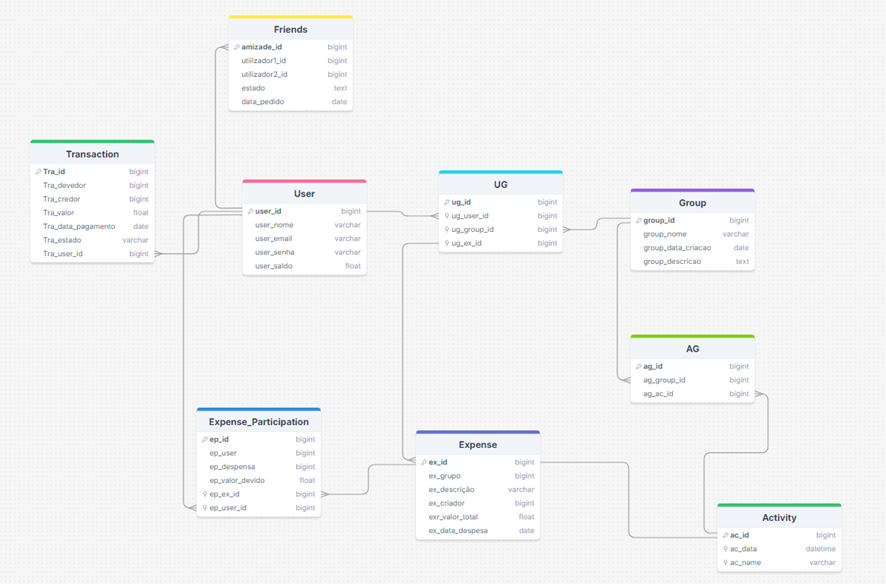 Friends
amizade_id bigint
utiilzador1_id bigint
utilizador2_id bigint
estado text
data_pedido date
Transaction
Tra_id bigint
Tra_devedor bigint
Tra_credor bigint
Tra_valor float
Tra_data_pagamento date
Tra_estado varchar
Tra_user_id bigint
User
user_id bigint
user_nome varchar
user_email varchar
user_senha varchar
user_saldo float
UG
ug_id bigint
ug_user_id bigint
ug_group_id bigint
ug_ex_id bigint
Group
group_id bigint
group_nome varchar
group_data_criacao date
group_descricao text
AG
ag_id bigint
ag_group_id bigint
ag_ac_id bigint
Expense_Participation
ep_id bigint
ep_user bigint
ep_despensa bigint
ep_valor_devido float
ep_ex_id bigint
ep_user_id bigint
Expense
ex_id bigint
ex_grupo bigint
ex_descrição varchar
ex_criador bigint
exr_valor_total float
ex_data_despesa date
Activity
ac_id bigint
ac_data datetime
ac_name varchar